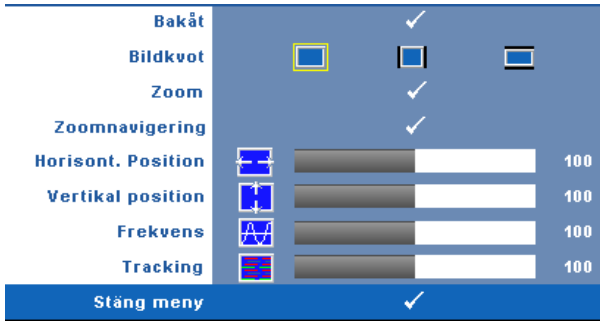 Bakåt
Bildkvot
Zoom
Zoomnavigering
Horisont. Position 100
Vertikal position 100
Frekvens 100
Tracking 100
Stäng meny